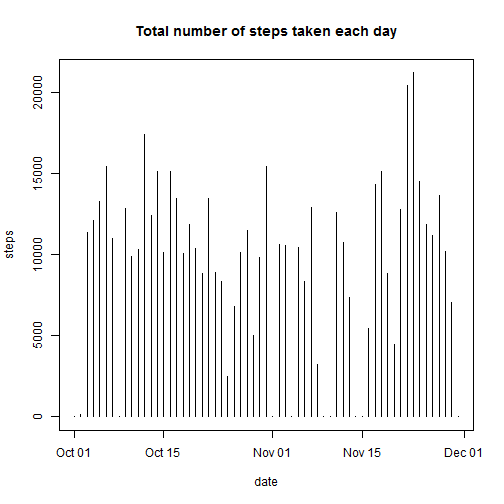 Total number of steps taken each day
steps
20000
15000
10000
5000
0
Oct 01 Oct 15 Nov 01 Nov 15 Dec 01
date